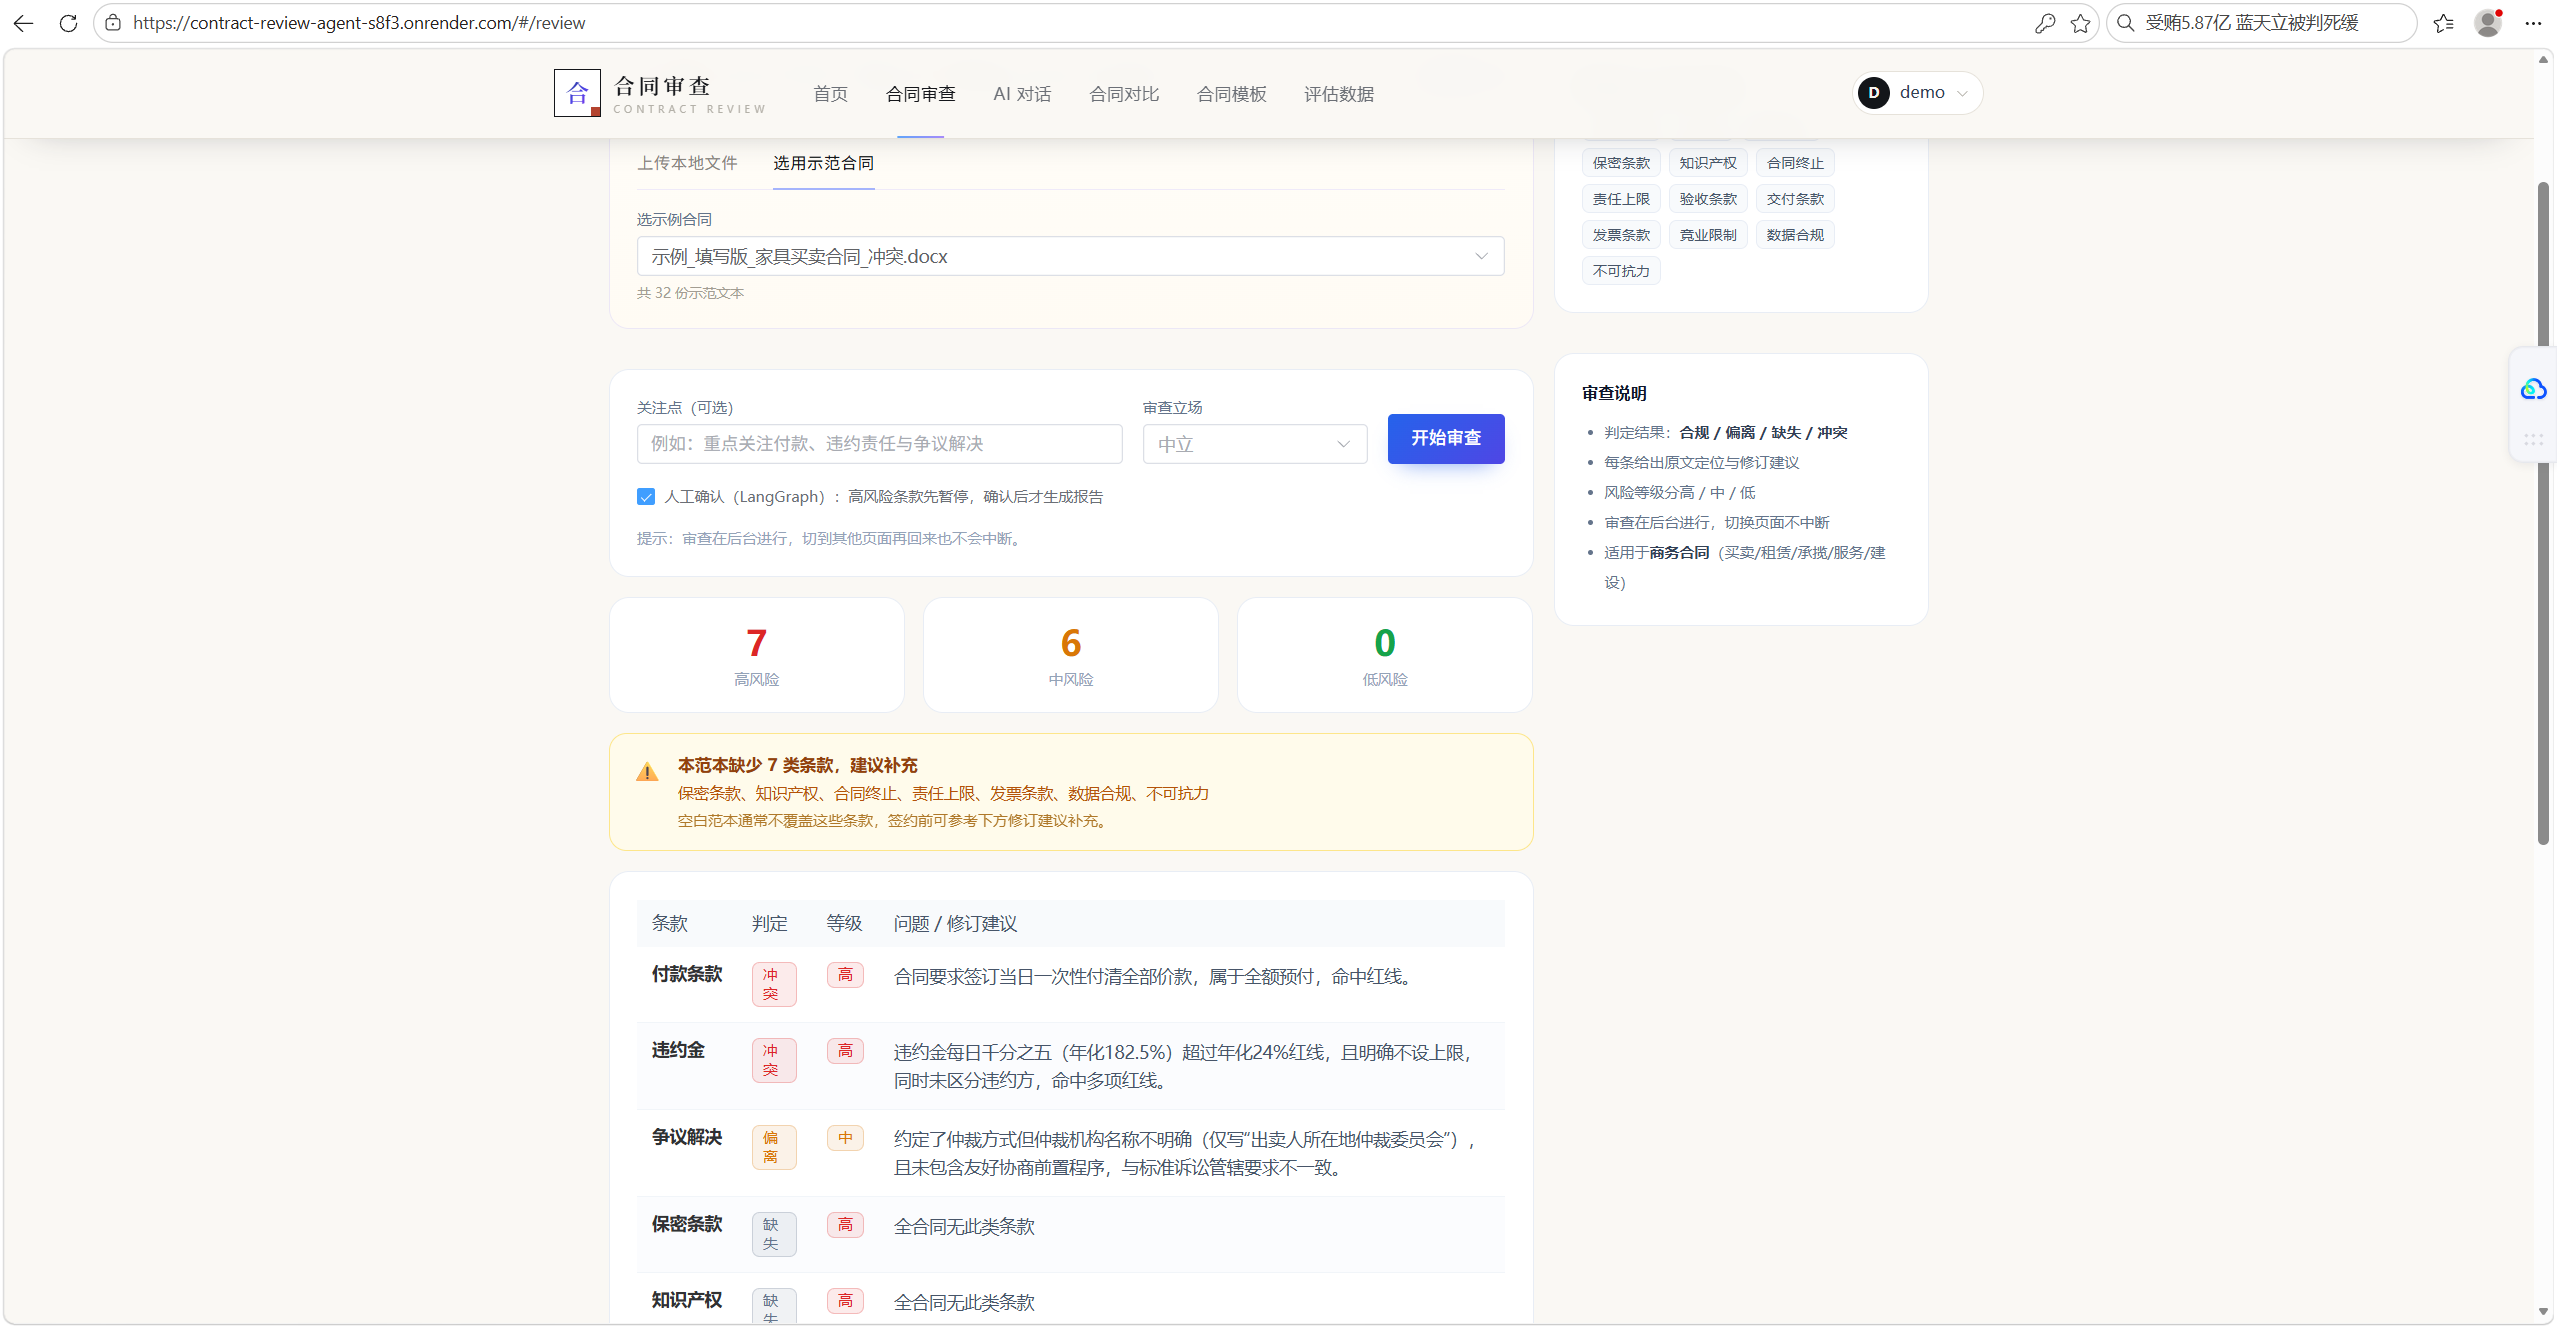 https://contract-review-agent-s8f3.onrender.com/#/review
受贿5.87亿 蓝天立被判死缓
合
合同审查
CONTRACT REVIEW
首页
合同审查
AI 对话
合同对比
合同模板
评估数据
D
demo
上传本地文件
选用示范合同
选示例合同
示例_填写版_家具买卖合同_冲突.docx
共 32 份示范文本
保密条款
知识产权
合同终止
责任上限
验收条款
交付条款
发票条款
竞业限制
数据合规
不可抗力
关注点（可选）
例如：重点关注付款、违约责任与争议解决
审查立场
中立
开始审查
人工确认（LangGraph）：高风险条款先暂停，确认后才生成报告
提示：审查在后台进行，切到其他页面再回来也不会中断。
审查说明
判定结果：合规 / 偏离 / 缺失 / 冲突
每条给出原文定位与修订建议
风险等级分高 / 中 / 低
审查在后台进行，切换页面不中断
适用于商务合同（买卖/租赁/承揽/服务/建
设）
7
高风险
6
中风险
0
低风险
本范本缺少 7 类条款，建议补充
保密条款、知识产权、合同终止、责任上限、发票条款、数据合规、不可抗力
空白范本通常不覆盖这些条款，签约前可参考下方修订建议补充。
条款
判定
等级
问题 / 修订建议
付款条款
冲
突
高
合同要求签订当日一次性付清全部价款，属于全额预付，命中红线。
违约金
冲
突
高
违约金每日千分之五（年化182.5%）超过年化24%红线，且明确不设上限，
同时未区分违约方，命中多项红线。
争议解决
偏
离
中
约定了仲裁方式但仲裁机构名称不明确（仅写“出卖人所在地仲裁委员会”），
且未包含友好协商前置程序，与标准诉讼管辖要求不一致。
保密条款
缺
失
高
全合同无此类条款
知识产权
缺
失
高
全合同无此类条款